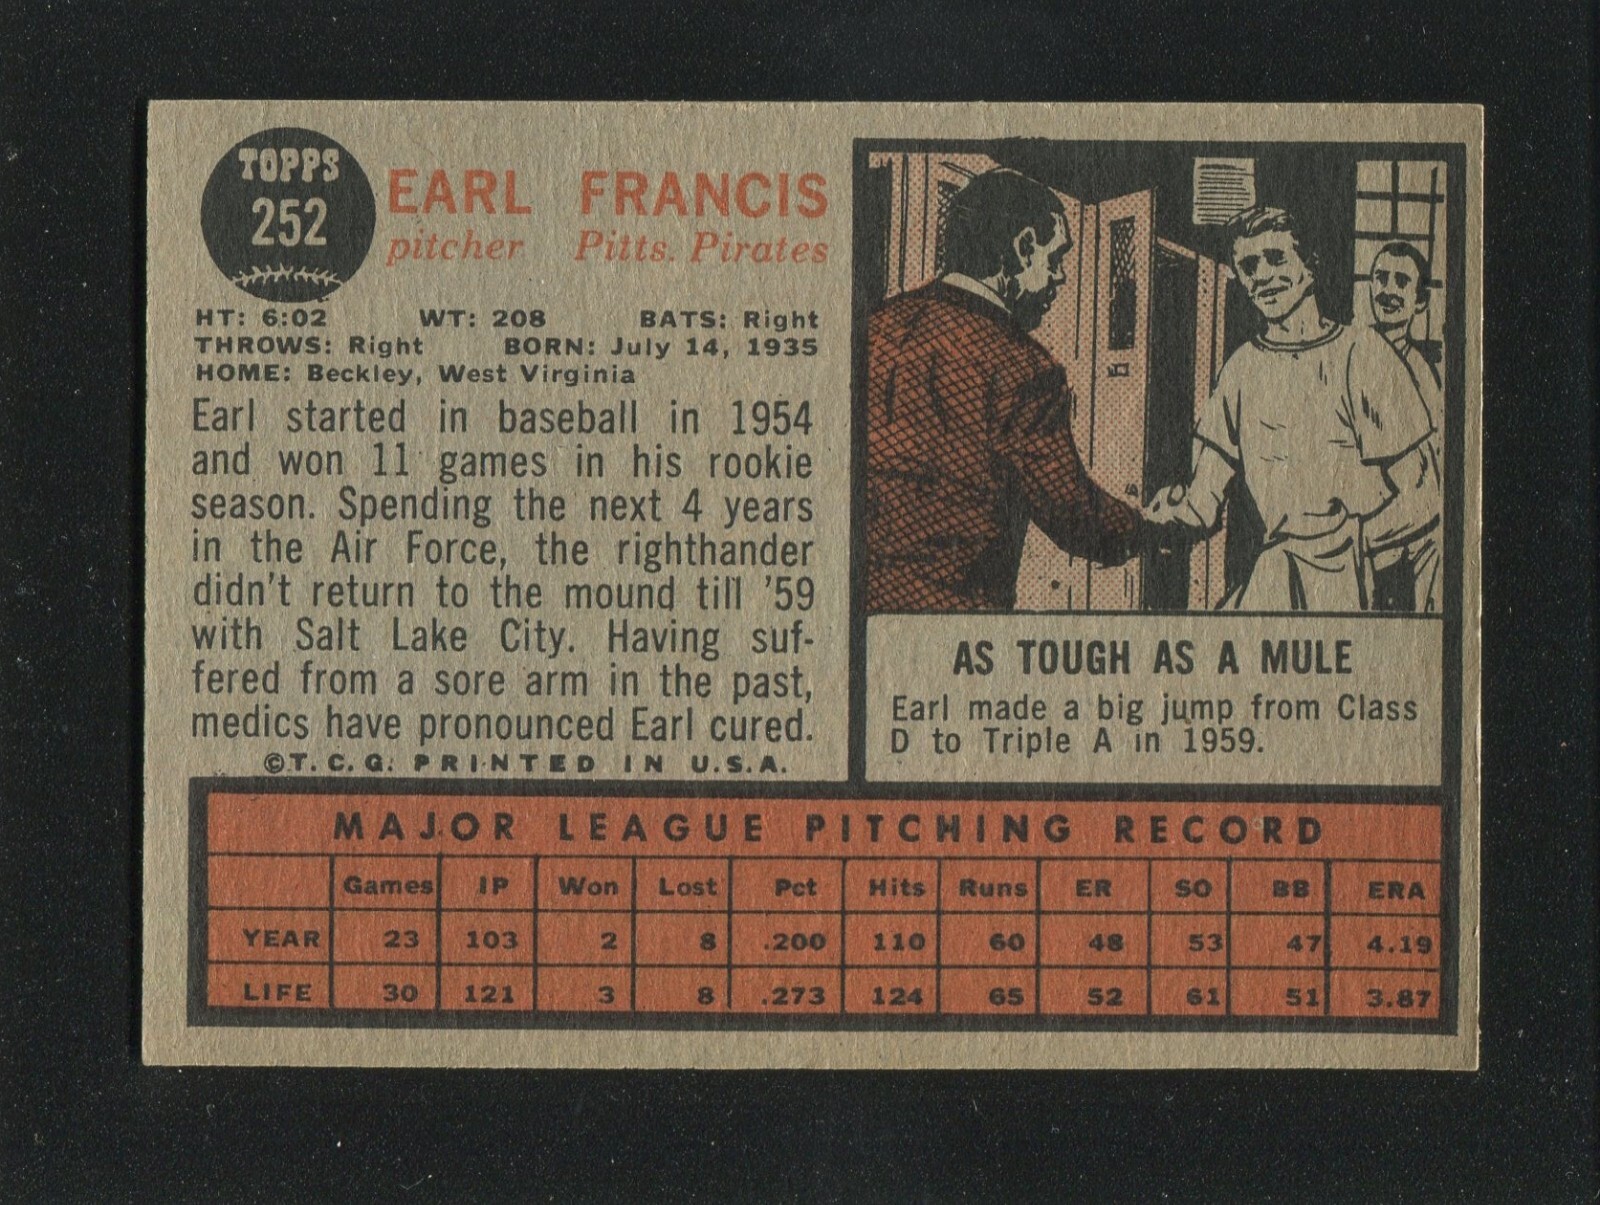 TOPPS
252
EARL FRANCIS
pitcher Pitts. Pirates
HT: 6:02 WT: 208 BATS: Right
THROWS: Right BORN: July 14, 1935
HOME: Beckley, West Virginia
Earl started in baseball in 1954
and won 11 games in his rookie
season. Spending the next 4 years
in the Air Force, the righthander
didn't return to the mound till '59
with Salt Lake City. Having suf-
fered from a sore arm in the past,
medics have pronounced Earl cured.
©T.C.G. PRINTED IN U.S.A.
AS TOUGH AS A MULE
Earl made a big jump from Class
D to Triple A in 1959.
MAJOR LEAGUE PITCHING RECORD
Games IP Won Lost Pct Hits Runs ER SO BB ERA
YEAR 23 103 2 8 .200 110 60 48 53 47 4.19
LIFE 30 121 3 8 .273 124 65 52 61 51 3.87